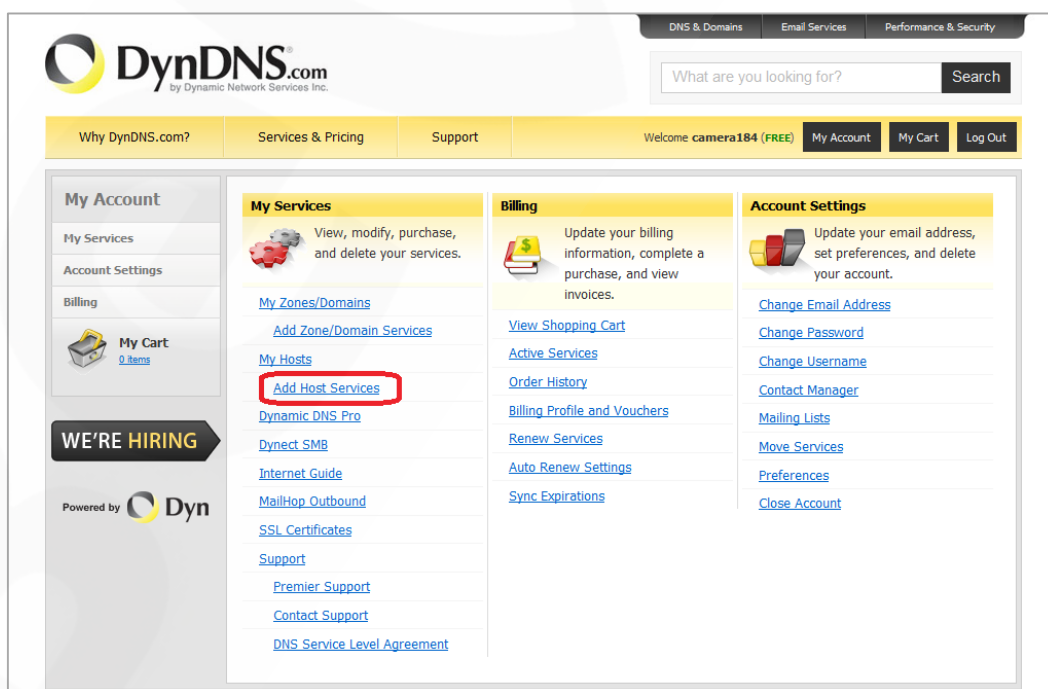 DNS & Domains
Email Services
Performance & Security
DynDNS.com
by Dynamic Network Services Inc.
What are you looking for?
Search
Why DynDNS.com?
Services & Pricing
Support
Welcome camera184 (FREE)
My Account
My Cart
Log Out
My Account
My Services
Account Settings
Billing
My Cart
0 items
WE'RE HIRING
Powered by Dyn
My Services
View, modify, purchase,
and delete your services.
My Zones/Domains
Add Zone/Domain Services
My Hosts
Add Host Services
Dynamic DNS Pro
Dynect SMB
Internet Guide
MailHop Outbound
SSL Certificates
Support
Premier Support
Contact Support
DNS Service Level Agreement
Billing
Update your billing
information, complete a
purchase, and view
invoices.
View Shopping Cart
Active Services
Order History
Billing Profile and Vouchers
Renew Services
Auto Renew Settings
Sync Expirations
Account Settings
Update your email address,
set preferences, and delete
your account.
Change Email Address
Change Password
Change Username
Contact Manager
Mailing Lists
Move Services
Preferences
Close Account